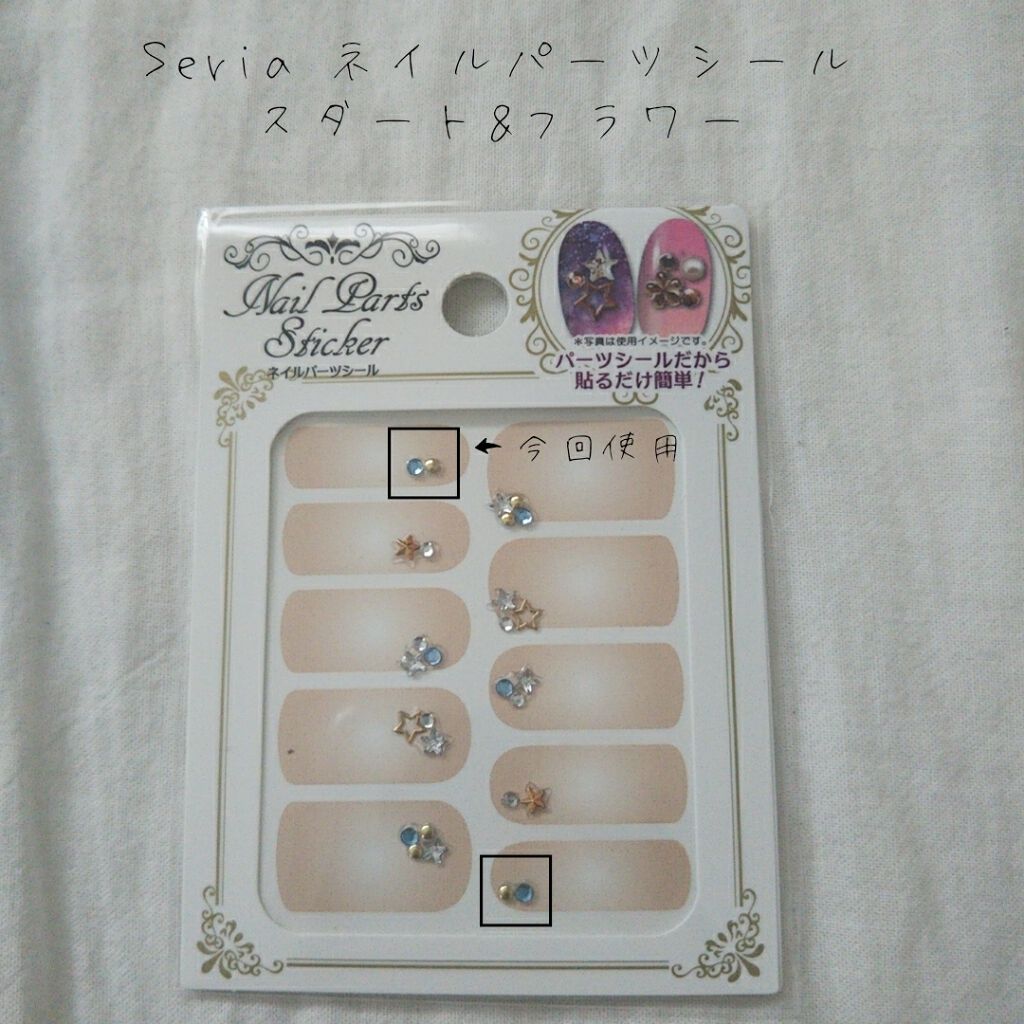 Seria ネイルパーツシール
スダート&フラワー
Nail Parts
Sticker
ネイルパーツシール
＊写真は使用イメージです。
パーツシールだから
貼るだけ簡単!
← 今回使用